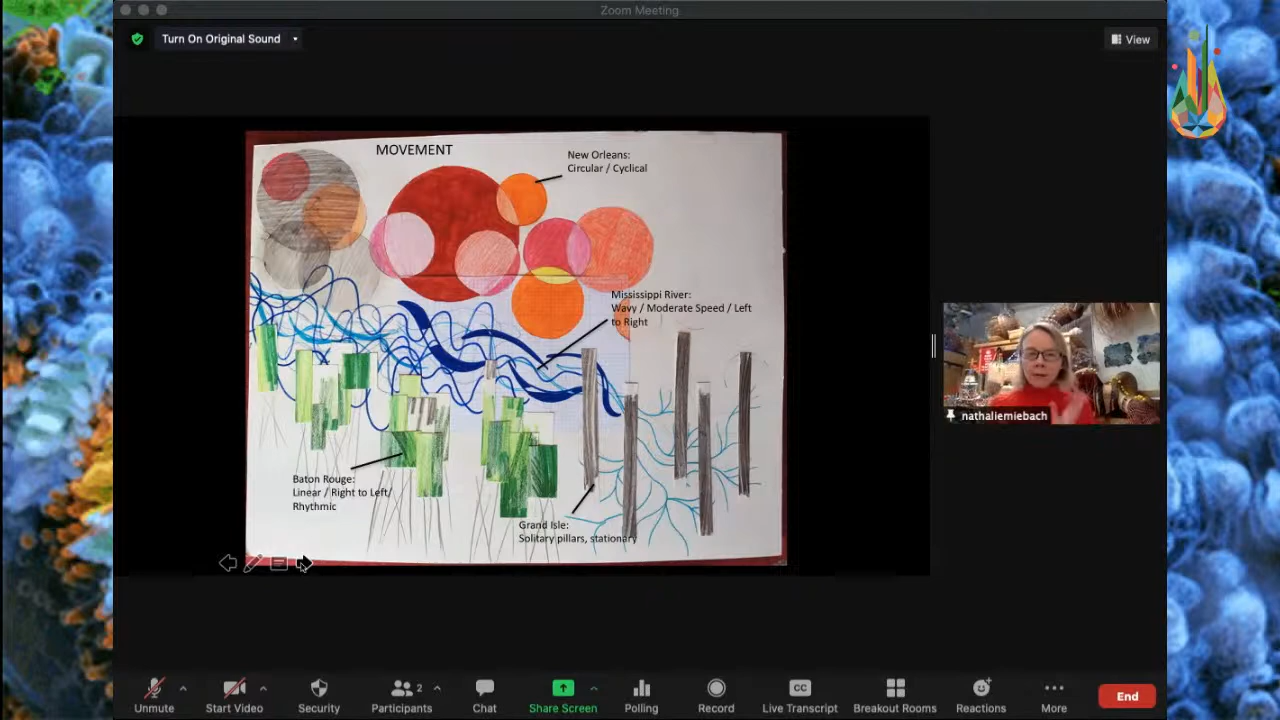 Zoom Meeting
Turn On Original Sound
View
MOVEMENT
New Orleans:
Circular / Cyclical
Mississippi River:
Wavy / Moderate Speed / Left
to Right
Baton Rouge:
Linear / Right to Left/
Rhythmic
Grand Isle:
Solitary pillars, stationary
nathaliemiebach
Unmute
Start Video
Security
2
Participants
Chat
Share Screen
Polling
Record
CC
Live Transcript
Breakout Rooms
Reactions
More
End